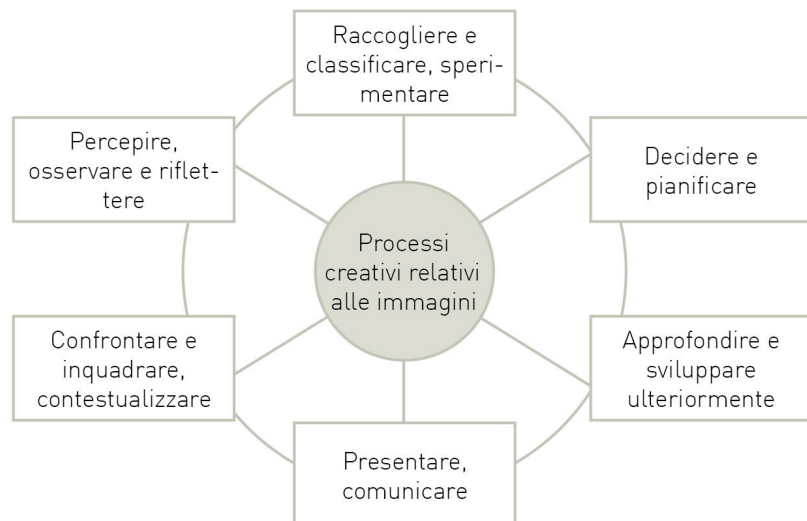 Raccogliere e
classificare, speri-
mentare
Percepire,
osservare e riflet-
tere
Decidere e
pianificare
Processi
creativi relativi
alle immagini
Confrontare e
inquadrare,
contestualizzare
Approfondire e
sviluppare
ulteriormente
Presentare,
comunicare